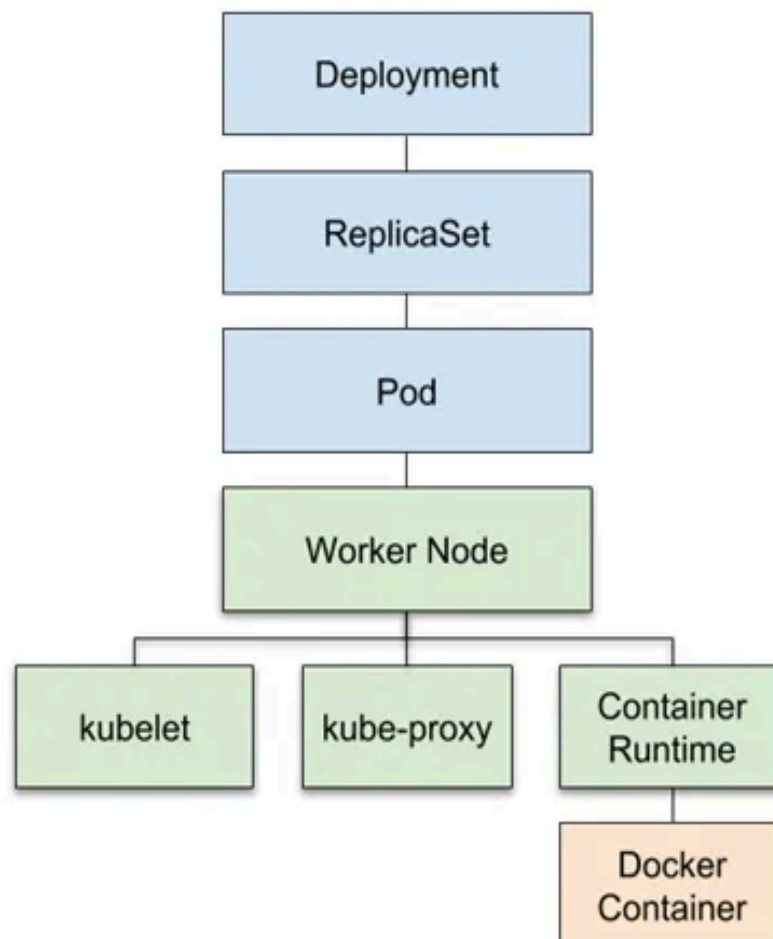 Deployment
ReplicaSet
Pod
Worker Node
kubelet
kube-proxy
Container
Runtime
Docker
Container